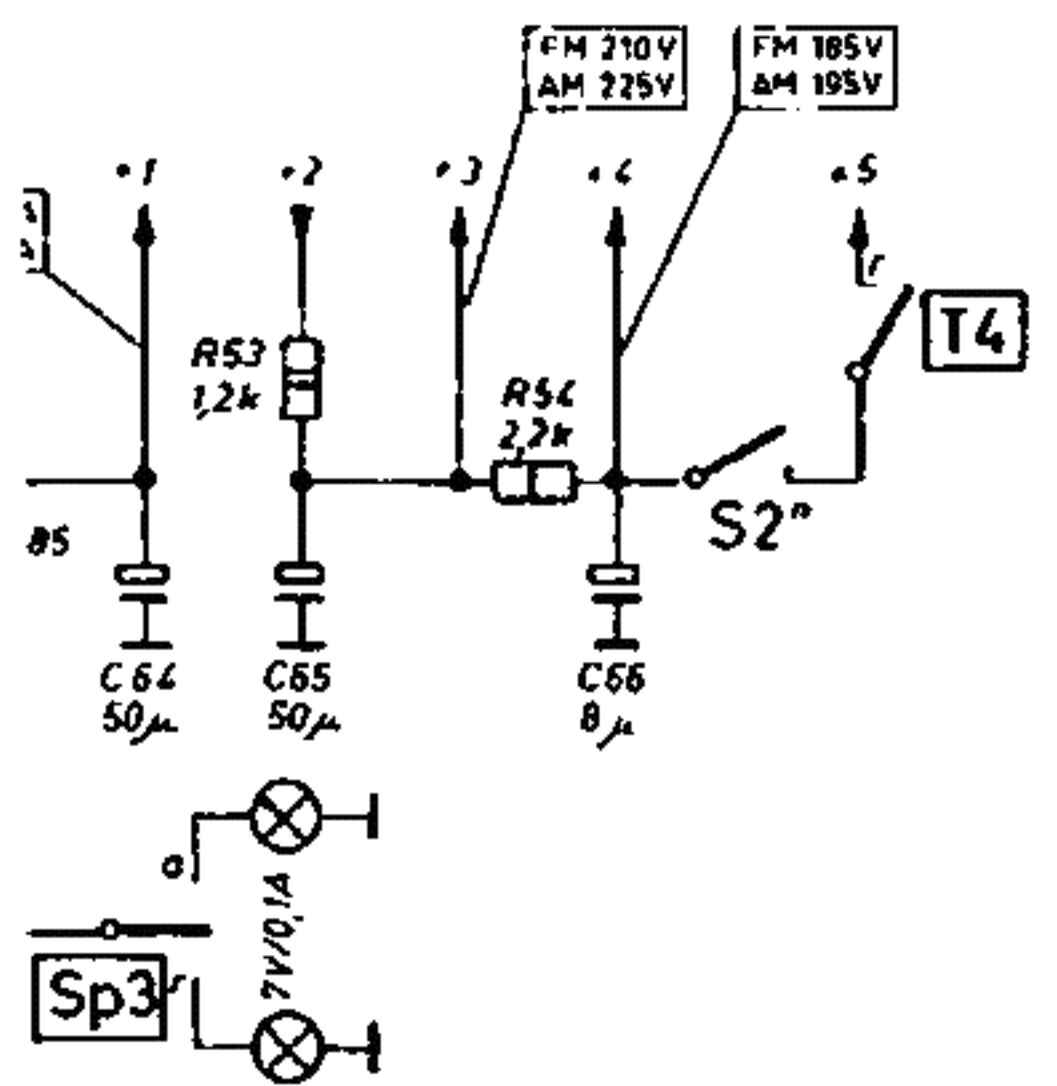 FM 210V
AM 225V
FM 185V
AM 195V
+1
+2
+3
+4
+5
r
T4
R53
1,2k
R54
2,2k
S2"
85
C64
50µ
C65
50µ
C66
8µ
a
7V/0,1A
Sp3
r